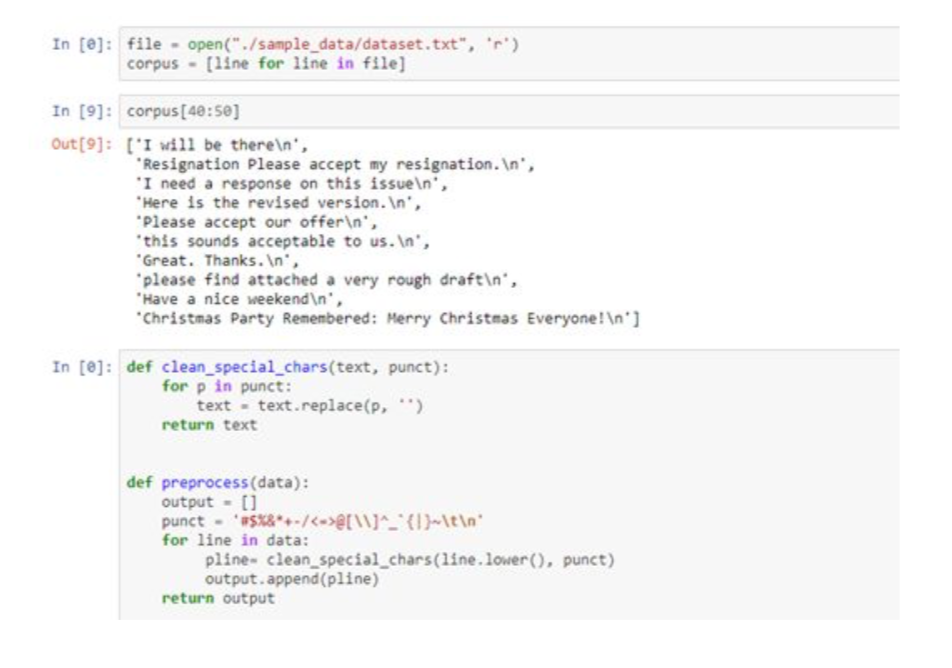 In [0]: file = open("./sample_data/dataset.txt", 'r')
corpus = [line for line in file]
In [9]: corpus[40:50]
Out[9]: ['I will be there\n',
'Resignation Please accept my resignation.\n',
'I need a response on this issue\n',
'Here is the revised version.\n',
'Please accept our offer\n',
'this sounds acceptable to us.\n',
'Great. Thanks.\n',
'please find attached a very rough draft\n',
'Have a nice weekend\n',
'Christmas Party Remembered: Merry Christmas Everyone!\n']
In [0]: def clean_special_chars(text, punct):
for p in punct:
text = text.replace(p, '')
return text
def preprocess(data):
output = []
punct = '#$%&*+-/<=>@[\\]^_`{|}~\t\n'
for line in data:
pline= clean_special_chars(line.lower(), punct)
output.append(pline)
return output